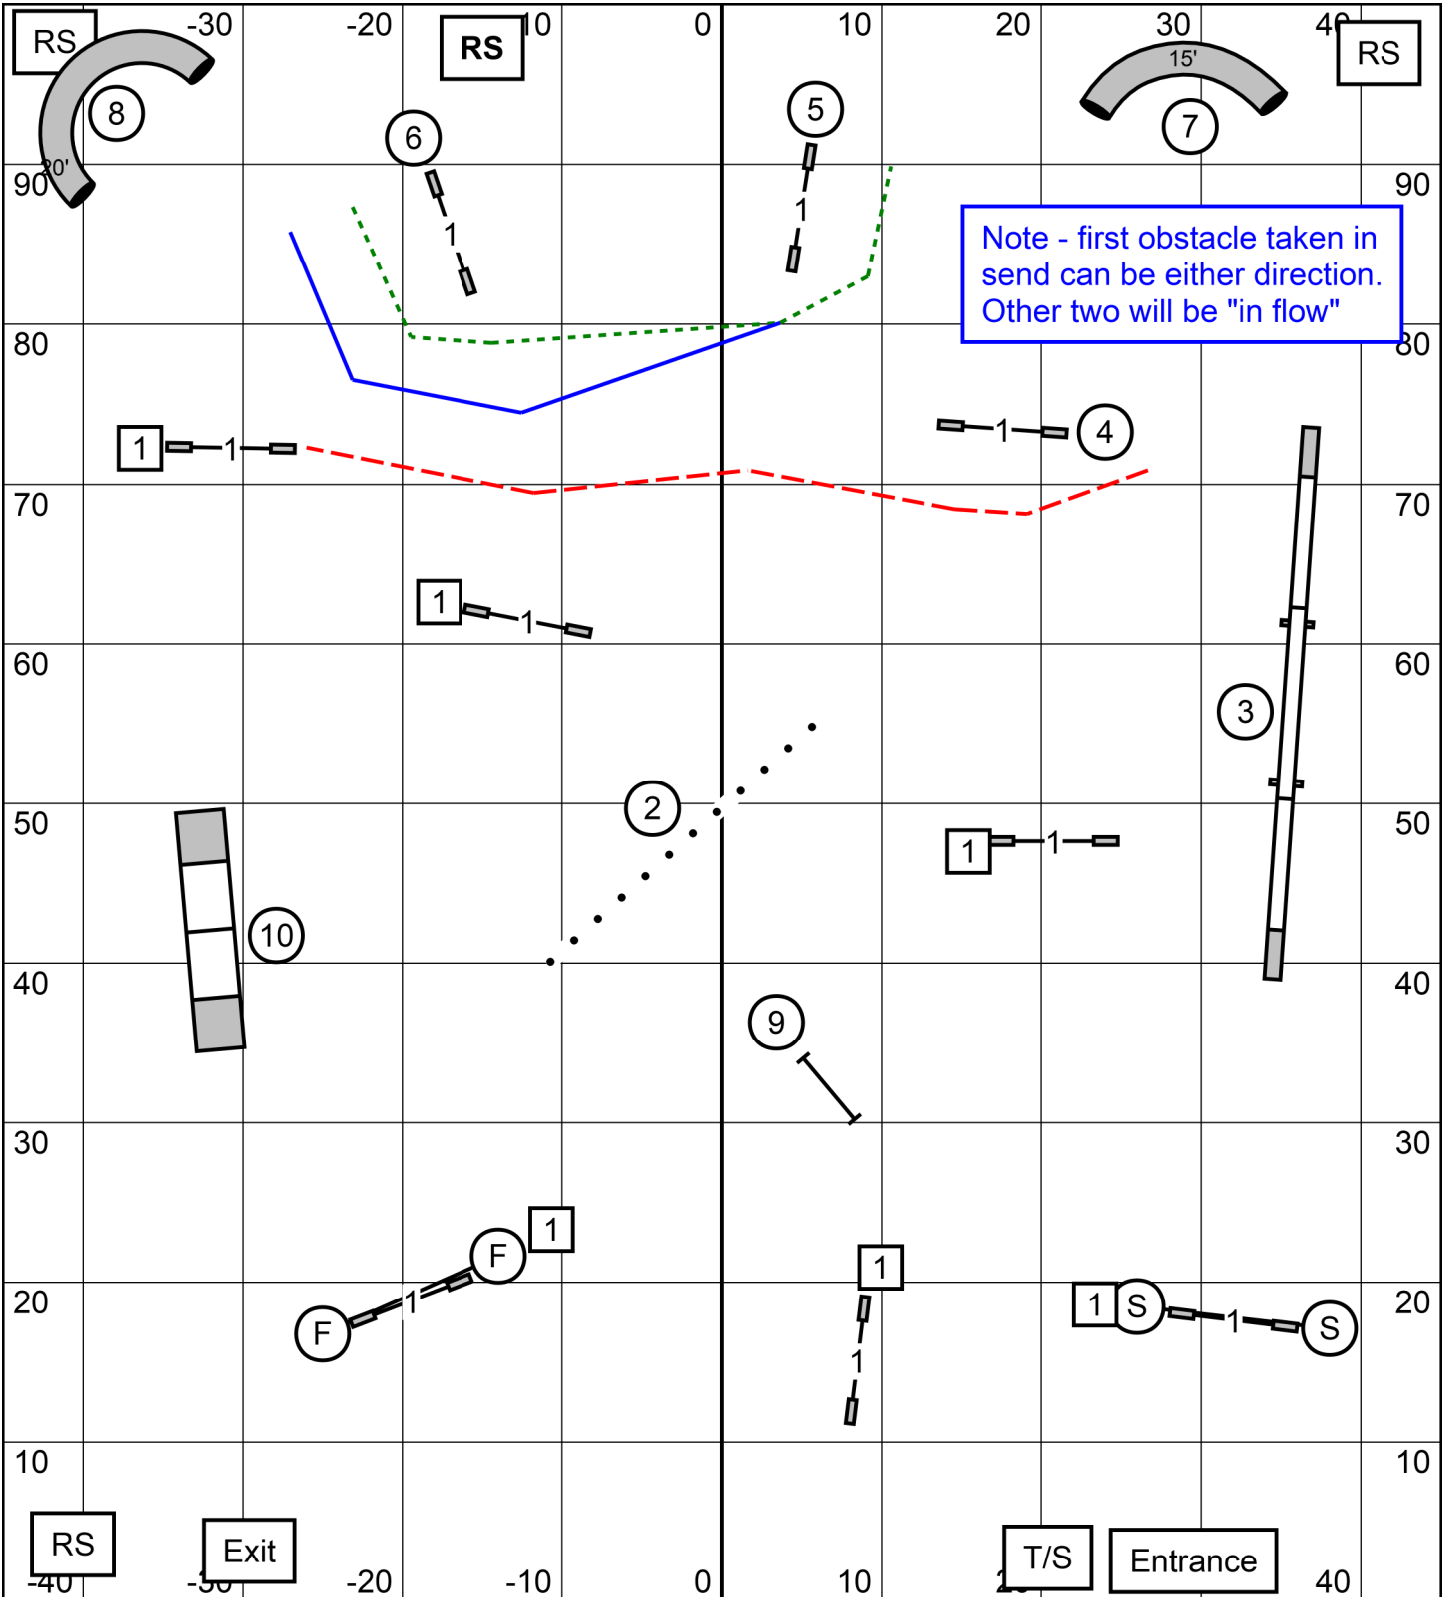 -30 -20 10 0 10 20 30 40
RS RS RS
15'
8 6 5 7
20'
90 90
1 1
Note - first obstacle taken in
send can be either direction.
Other two will be "in flow"
80 80
1 1 1 4
70 70
1 1
60 60
3
2
50 50
1 1
10
40 40
9
30 30
1
F 1
20 20
1 S 1 S
1
F
1
10 10
RS Exit T/S Entrance
-40 -30 -20 -10 0 10 20 40